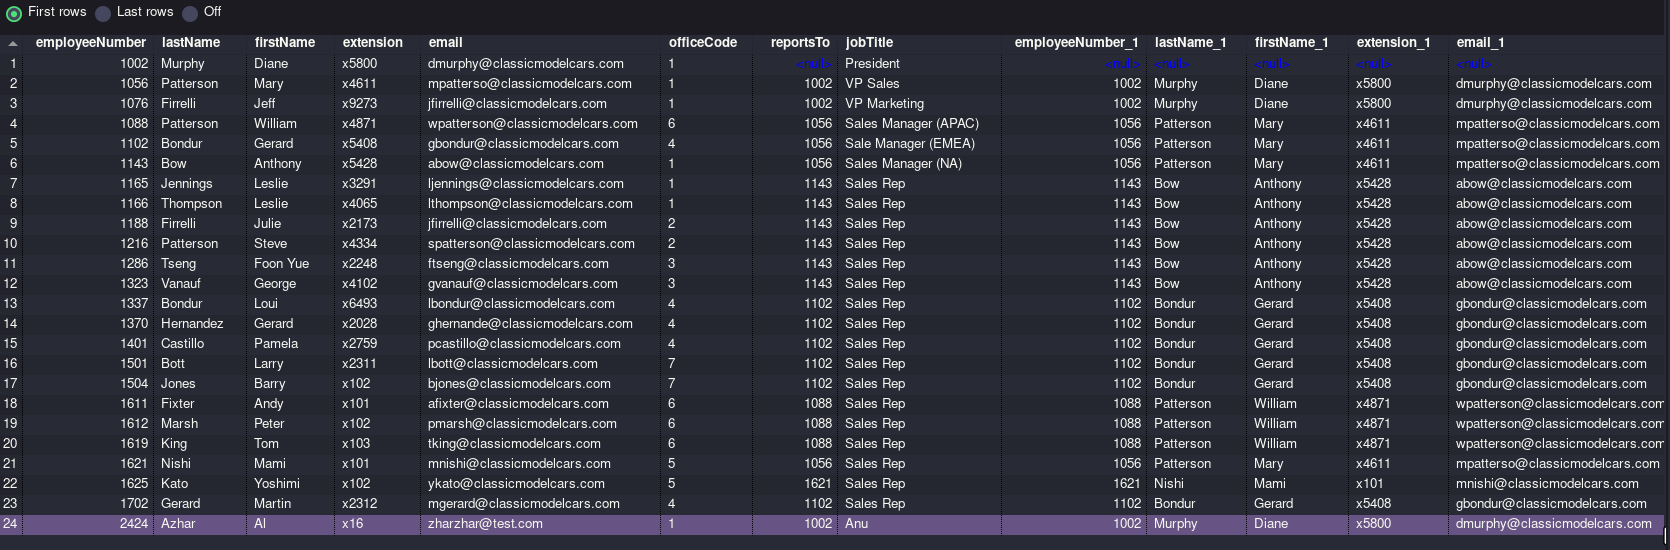 First rows Last rows Off
employeeNumber lastName firstName extension email officeCode reportsTo jobTitle employeeNumber_1 lastName_1 firstName_1 extension_1 email_1
1 1002 Murphy Diane x5800 dmurphy@classicmodelcars.com 1 <null> President <null> <null> <null> <null> <null>
2 1056 Patterson Mary x4611 mpatterso@classicmodelcars.com 1 1002 VP Sales 1002 Murphy Diane x5800 dmurphy@classicmodelcars.com
3 1076 Firrelli Jeff x9273 jfirrelli@classicmodelcars.com 1 1002 VP Marketing 1002 Murphy Diane x5800 dmurphy@classicmodelcars.com
4 1088 Patterson William x4871 wpatterson@classicmodelcars.com 6 1056 Sales Manager (APAC) 1056 Patterson Mary x4611 mpatterso@classicmodelcars.com
5 1102 Bondur Gerard x5408 gbondur@classicmodelcars.com 4 1056 Sale Manager (EMEA) 1056 Patterson Mary x4611 mpatterso@classicmodelcars.com
6 1143 Bow Anthony x5428 abow@classicmodelcars.com 1 1056 Sales Manager (NA) 1056 Patterson Mary x4611 mpatterso@classicmodelcars.com
7 1165 Jennings Leslie x3291 ljennings@classicmodelcars.com 1 1143 Sales Rep 1143 Bow Anthony x5428 abow@classicmodelcars.com
8 1166 Thompson Leslie x4065 lthompson@classicmodelcars.com 1 1143 Sales Rep 1143 Bow Anthony x5428 abow@classicmodelcars.com
9 1188 Firrelli Julie x2173 jfirrelli@classicmodelcars.com 2 1143 Sales Rep 1143 Bow Anthony x5428 abow@classicmodelcars.com
10 1216 Patterson Steve x4334 spatterson@classicmodelcars.com 2 1143 Sales Rep 1143 Bow Anthony x5428 abow@classicmodelcars.com
11 1286 Tseng Foon Yue x2248 ftseng@classicmodelcars.com 3 1143 Sales Rep 1143 Bow Anthony x5428 abow@classicmodelcars.com
12 1323 Vanauf George x4102 gvanauf@classicmodelcars.com 3 1143 Sales Rep 1143 Bow Anthony x5428 abow@classicmodelcars.com
13 1337 Bondur Loui x6493 lbondur@classicmodelcars.com 4 1102 Sales Rep 1102 Bondur Gerard x5408 gbondur@classicmodelcars.com
14 1370 Hernandez Gerard x2028 ghernande@classicmodelcars.com 4 1102 Sales Rep 1102 Bondur Gerard x5408 gbondur@classicmodelcars.com
15 1401 Castillo Pamela x2759 pcastillo@classicmodelcars.com 4 1102 Sales Rep 1102 Bondur Gerard x5408 gbondur@classicmodelcars.com
16 1501 Bott Larry x2311 lbott@classicmodelcars.com 7 1102 Sales Rep 1102 Bondur Gerard x5408 gbondur@classicmodelcars.com
17 1504 Jones Barry x102 bjones@classicmodelcars.com 7 1102 Sales Rep 1102 Bondur Gerard x5408 gbondur@classicmodelcars.com
18 1611 Fixter Andy x101 afixter@classicmodelcars.com 6 1088 Sales Rep 1088 Patterson William x4871 wpatterson@classicmodelcars.com
19 1612 Marsh Peter x102 pmarsh@classicmodelcars.com 6 1088 Sales Rep 1088 Patterson William x4871 wpatterson@classicmodelcars.com
20 1619 King Tom x103 tking@classicmodelcars.com 6 1088 Sales Rep 1088 Patterson William x4871 wpatterson@classicmodelcars.com
21 1621 Nishi Mami x101 mnishi@classicmodelcars.com 5 1056 Sales Rep 1056 Patterson Mary x4611 mpatterso@classicmodelcars.com
22 1625 Kato Yoshimi x102 ykato@classicmodelcars.com 5 1621 Sales Rep 1621 Nishi Mami x101 mnishi@classicmodelcars.com
23 1702 Gerard Martin x2312 mgerard@classicmodelcars.com 4 1102 Sales Rep 1102 Bondur Gerard x5408 gbondur@classicmodelcars.com
24 2424 Azhar Al x16 zharzhar@test.com 1 1002 Anu 1002 Murphy Diane x5800 dmurphy@classicmodelcars.com